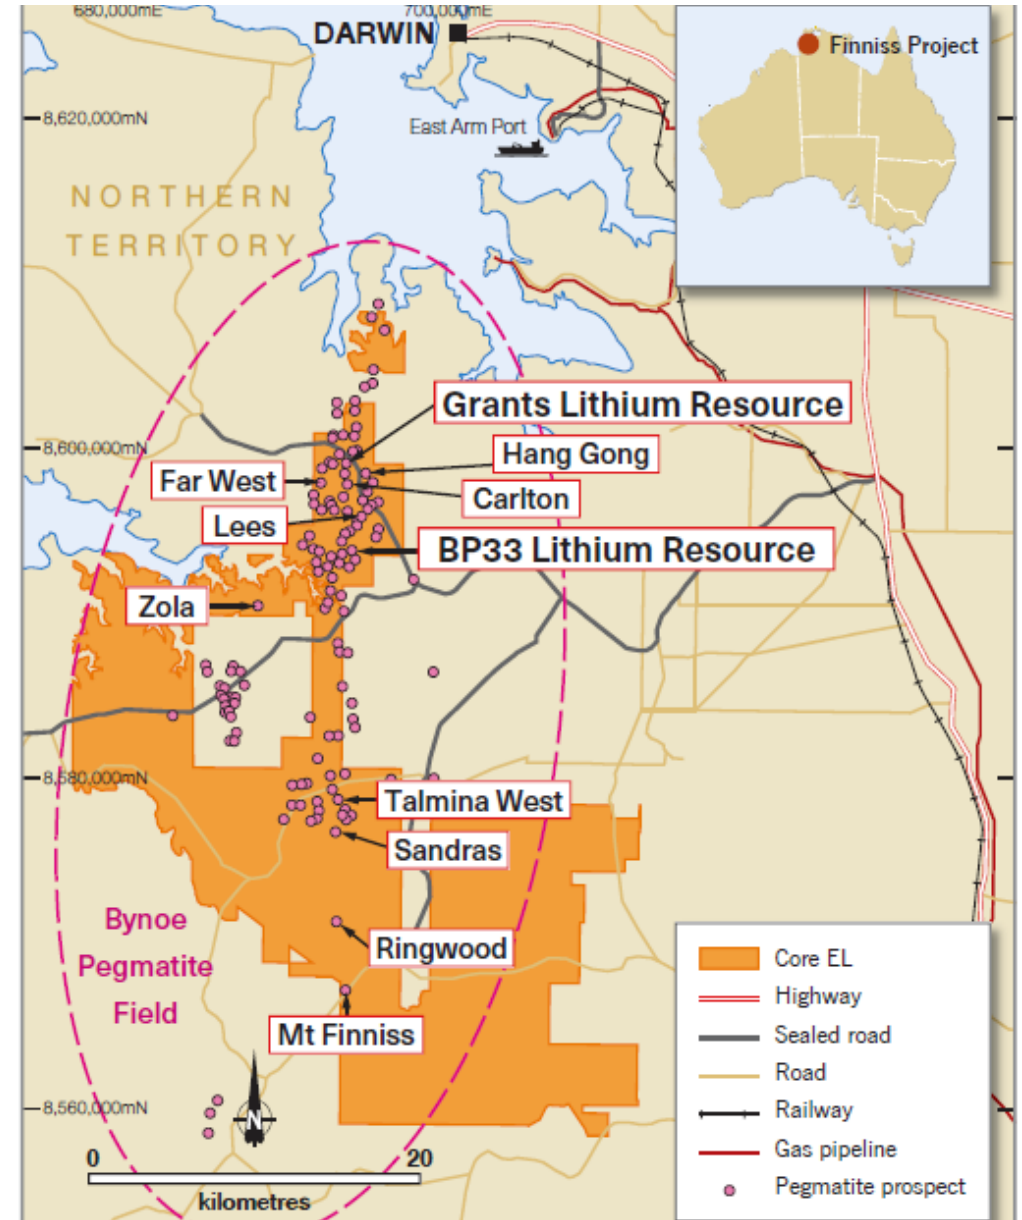 680,000mE
700,000mE
DARWIN
Finniss Project
8,620,000mN
East Arm Port
NORTHERN
TERRITORY
Grants Lithium Resource
8,600,000mN
Hang Gong
Far West
Carlton
Lees
BP33 Lithium Resource
Zola
8,580,000mN
Talmina West
Sandras
Bynoe
Pegmatite
Field
Ringwood
Mt Finniss
8,560,000mN
N
0 20
kilometres
Core EL
Highway
Sealed road
Road
Railway
Gas pipeline
Pegmatite prospect